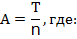 A = T/n, где: